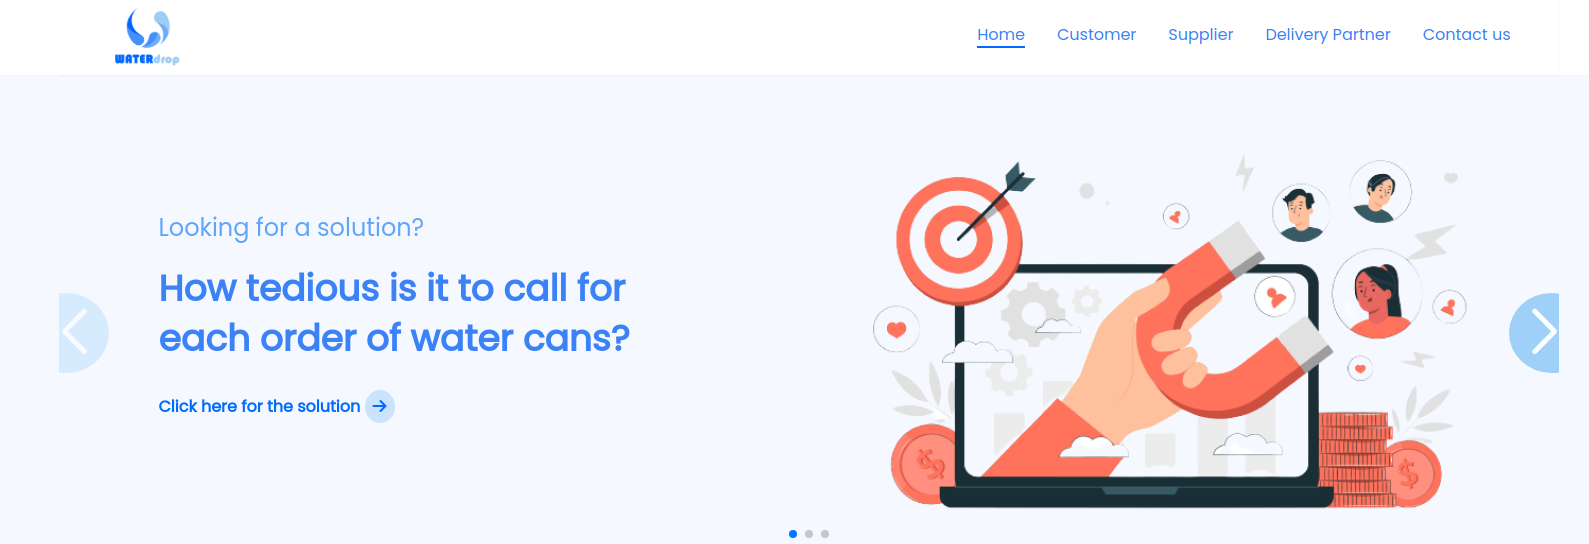 WATERdrop
Home Customer Supplier Delivery Partner Contact us
Looking for a solution?
How tedious is it to call for
each order of water cans?
Click here for the solution
$
$